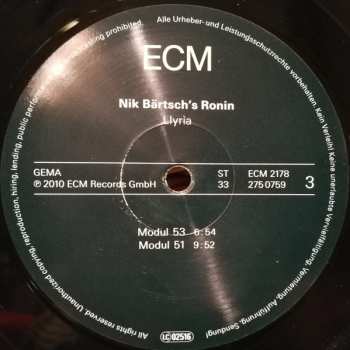 ECM
Nik Bärtsch's Ronin
Llyria
GEMA
℗ 2010 ECM Records GmbH
ST
33
ECM 2178
275 0759
3
Modul 53 6:54
Modul 51 9:52
LC 02516
Alle Urheber- und Leistungsschutzrechte vorbehalten. Kein Verleih! Keine unerlaubte Vervielfältigung, Vermietung, Aufführung, Sendung!
All rights reserved. Unauthorized copying, reproduction, hiring, lending, public performance and broadcasting prohibited.